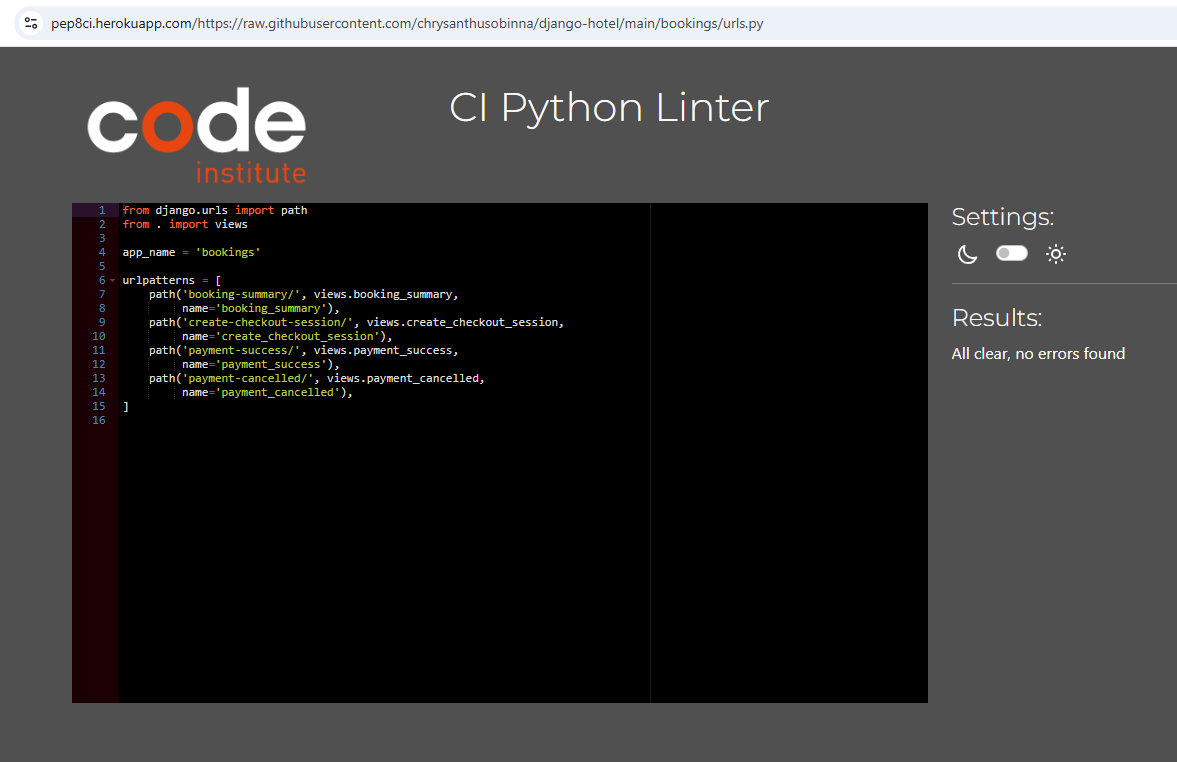 pep8ci.herokuapp.com/https://raw.githubusercontent.com/chrysanthusobinna/django-hotel/main/bookings/urls.py
code
institute
CI Python Linter
1 from django.urls import path
2 from . import views
3
4 app_name = 'bookings'
5
6 urlpatterns = [
7     path('booking-summary/', views.booking_summary,
8          name='booking_summary'),
9     path('create-checkout-session/', views.create_checkout_session,
10          name='create_checkout_session'),
11     path('payment-success/', views.payment_success,
12          name='payment_success'),
13     path('payment-cancelled/', views.payment_cancelled,
14          name='payment_cancelled'),
15 ]
16
Settings:
Results:
All clear, no errors found